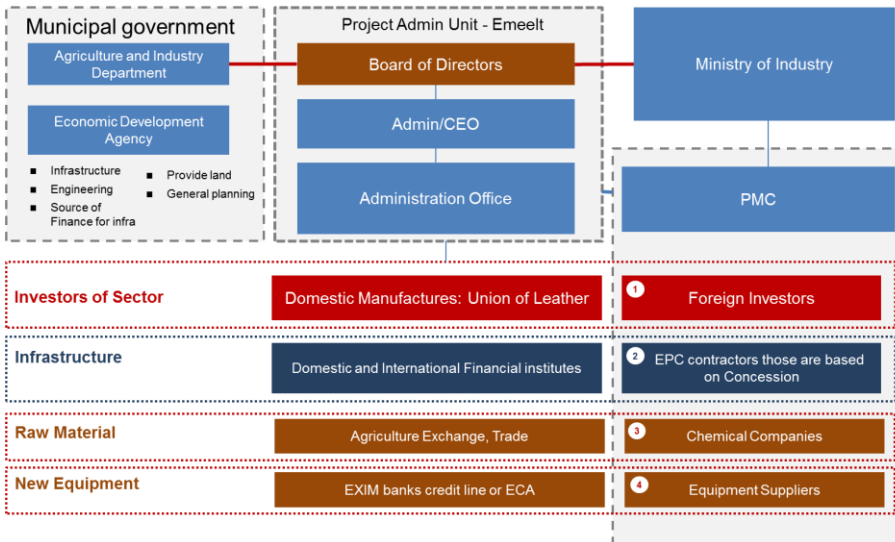 Municipal government
Agriculture and Industry
Department
Economic Development
Agency
■ Infrastructure
■ Engineering
■ Source of
Finance for infra
■ Provide land
■ General planning
Project Admin Unit - Emeelt
Board of Directors
Admin/CEO
Administration Office
Ministry of Industry
PMC
Investors of Sector
Domestic Manufactures: Union of Leather
1 Foreign Investors
Infrastructure
Domestic and International Financial institutes
2 EPC contractors those are based
on Concession
Raw Material
Agriculture Exchange, Trade
3 Chemical Companies
New Equipment
EXIM banks credit line or ECA
4 Equipment Suppliers